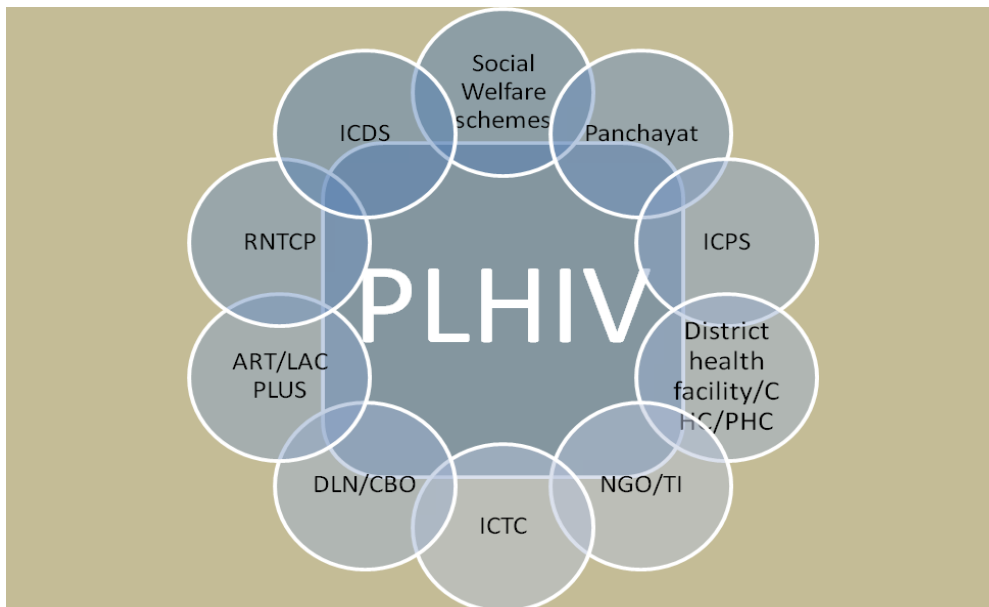 Social
Welfare
schemes
Panchayat
ICPS
District
health
facility/C
HC/PHC
NGO/TI
ICTC
DLN/CBO
ART/LAC
PLUS
RNTCP
ICDS
PLHIV